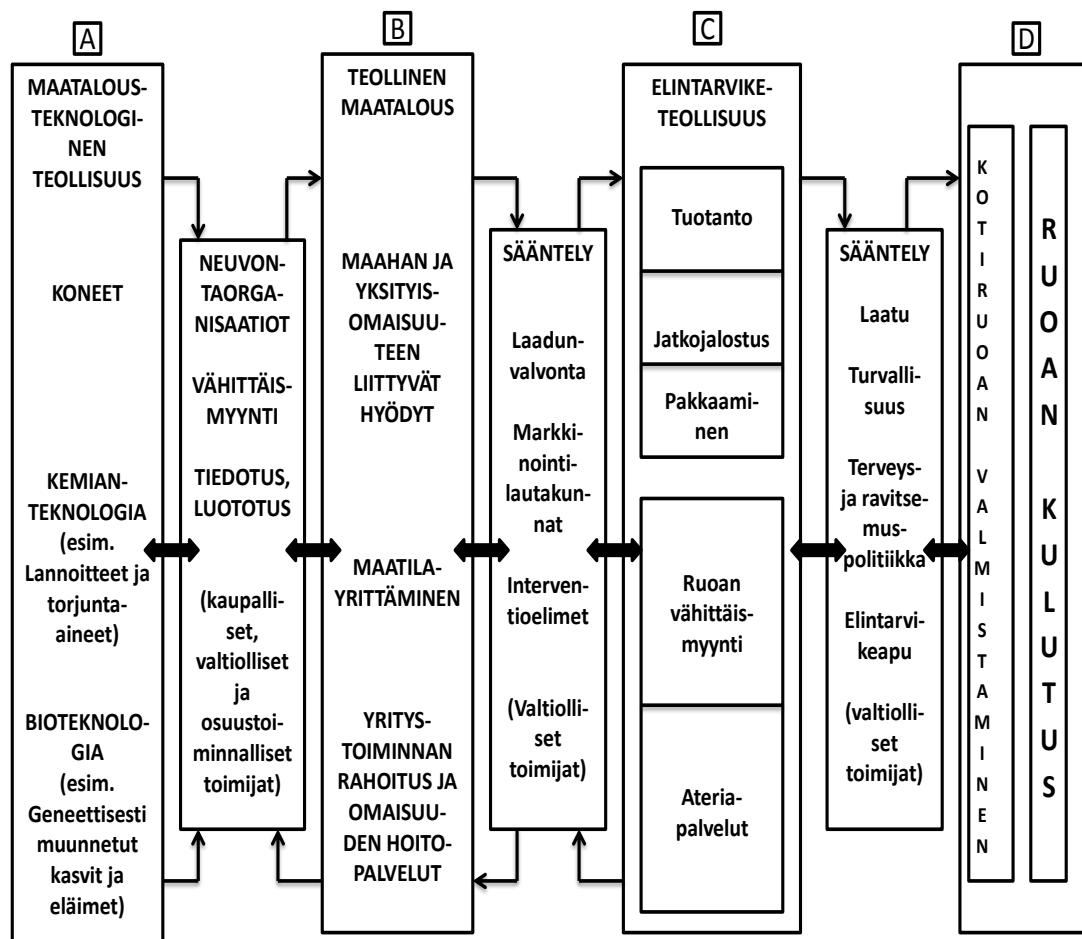 A
MAATALOUS-
TEKNOLOGI-
NEN
TEOLLISUUS
KONEET
KEMIAN-
TEKNOLOGIA
(esim.
Lannoitteet ja
torjunta-
aineet)
BIOTEKNOLO-
GIA
(esim.
Geneettisesti
muunnetut
kasvit ja
eläimet)
NEUVON-
TAORGA-
NISAATIOT
VÄHITTÄIS-
MYYNTI
TIEDOTUS,
LUOTOTUS
(kaupalli-
set,
valtiolliset
ja
osuustoi-
minnalliset
toimijat)
B
TEOLLINEN
MAATALOUS
MAAHAN JA
YKSITYIS-
OMAISUU-
TEEN
LIITTYVÄT
HYÖDYT
MAATILA-
YRITTÄMINEN
YRITYS-
TOIMINNAN
RAHOITUS JA
OMAISUU-
DEN HOITO-
PALVELUT
SÄÄNTELY
Laadun-
valvonta
Markki-
nointi-
lautakun-
nat
Interven-
tioelimet
(Valtiolli-
set
toimijat)
C
ELINTARVIKE-
TEOLLISUUS
Tuotanto
Jatkojalostus
Pakkaami-
nen
Ruoan
vähittäis-
myynti
Ateria-
palvelut
SÄÄNTELY
Laatu
Turvalli-
suus
Terveys-
ja ravitse-
mus-
politiikka
Elintarvi-
keapu
(valtiolli-
set
toimijat)
D
KOTIRUOAN VALMISTAMINEN
RUOAN KULUTUS